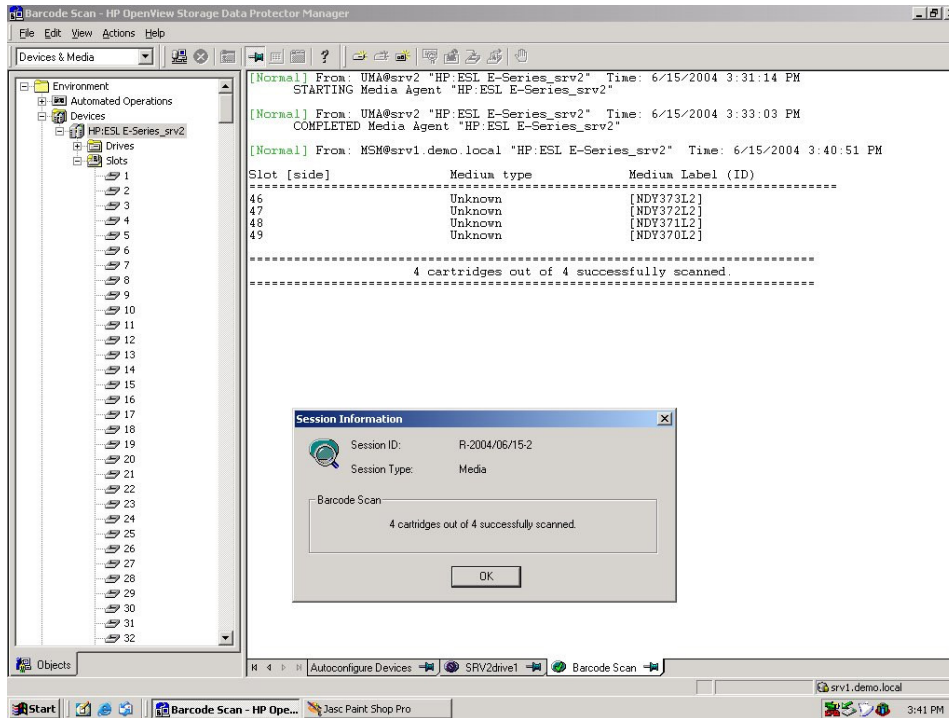 Barcode Scan - HP OpenView Storage Data Protector Manager
File Edit View Actions Help
Devices & Media
Environment
Automated Operations
Devices
HP:ESL E-Series_srv2
Drives
Slots
1
2
3
4
5
6
7
8
9
10
11
12
13
14
15
16
17
18
19
20
21
22
23
24
25
26
27
28
29
30
31
32
Objects
[Normal] From: UMA@srv2 "HP:ESL E-Series_srv2" Time: 6/15/2004 3:31:14 PM
STARTING Media Agent "HP:ESL E-Series_srv2"
[Normal] From: UMA@srv2 "HP:ESL E-Series_srv2" Time: 6/15/2004 3:33:03 PM
COMPLETED Media Agent "HP:ESL E-Series_srv2"
[Normal] From: MSM@srv1.demo.local "HP:ESL E-Series_srv2" Time: 6/15/2004 3:40:51 PM
Slot [side] Medium type Medium Label (ID)
46 Unknown [NDY373L2]
47 Unknown [NDY372L2]
48 Unknown [NDY371L2]
49 Unknown [NDY370L2]
4 cartridges out of 4 successfully scanned.
Session Information
Session ID: R-2004/06/15-2
Session Type: Media
Barcode Scan
4 cartridges out of 4 successfully scanned.
OK
Autoconfigure Devices SRV2drive1 Barcode Scan
srv1.demo.local
Start Barcode Scan - HP Ope... Jasc Paint Shop Pro 3:41 PM